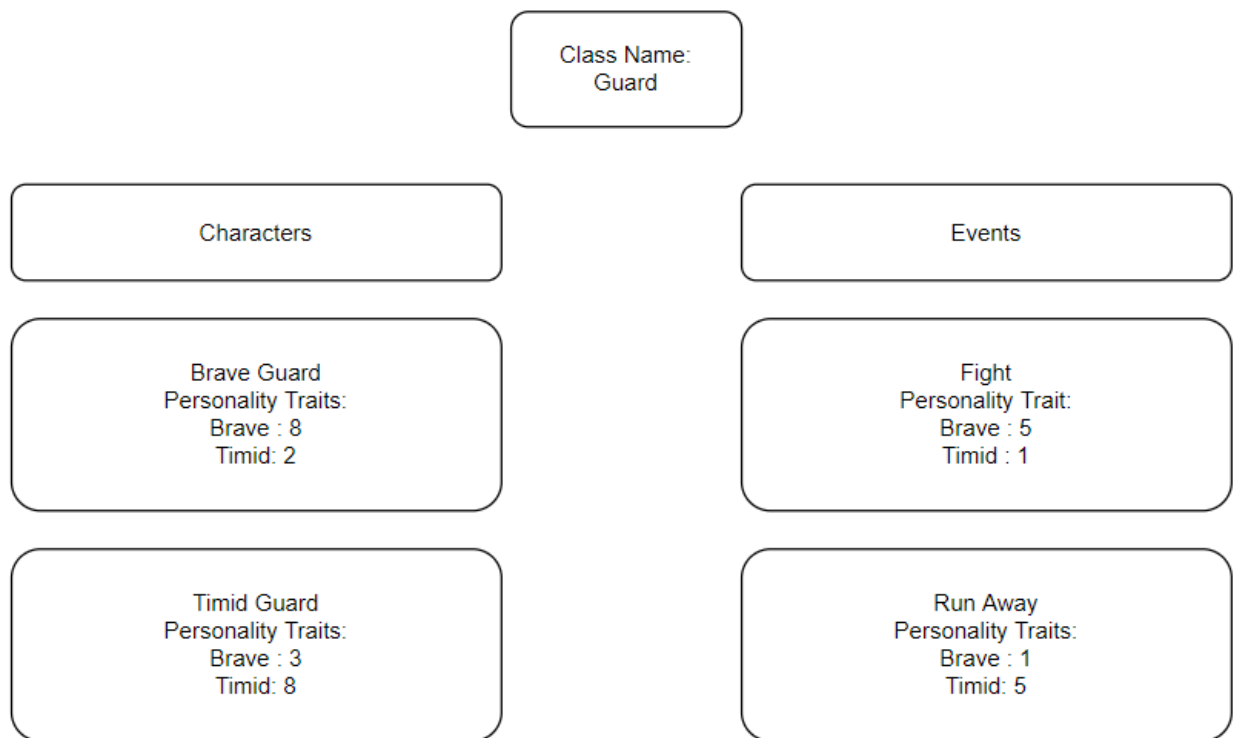 Class Name:
Guard
Characters
Events
Brave Guard
Personality Traits:
Brave : 8
Timid: 2
Fight
Personality Trait:
Brave : 5
Timid : 1
Timid Guard
Personality Traits:
Brave : 3
Timid: 8
Run Away
Personality Traits:
Brave : 1
Timid: 5